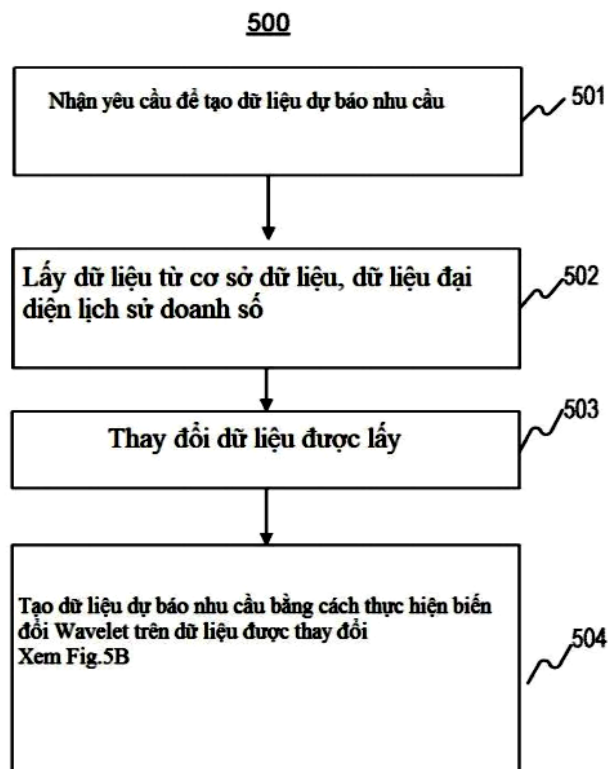 500
Nhận yêu cầu để tạo dữ liệu dự báo nhu cầu
501
Lấy dữ liệu từ cơ sở dữ liệu, dữ liệu đại
diện lịch sử doanh số
502
Thay đổi dữ liệu được lấy
503
Tạo dữ liệu dự báo nhu cầu bằng cách thực hiện biến
đổi Wavelet trên dữ liệu được thay đổi
Xem Fig.5B
504